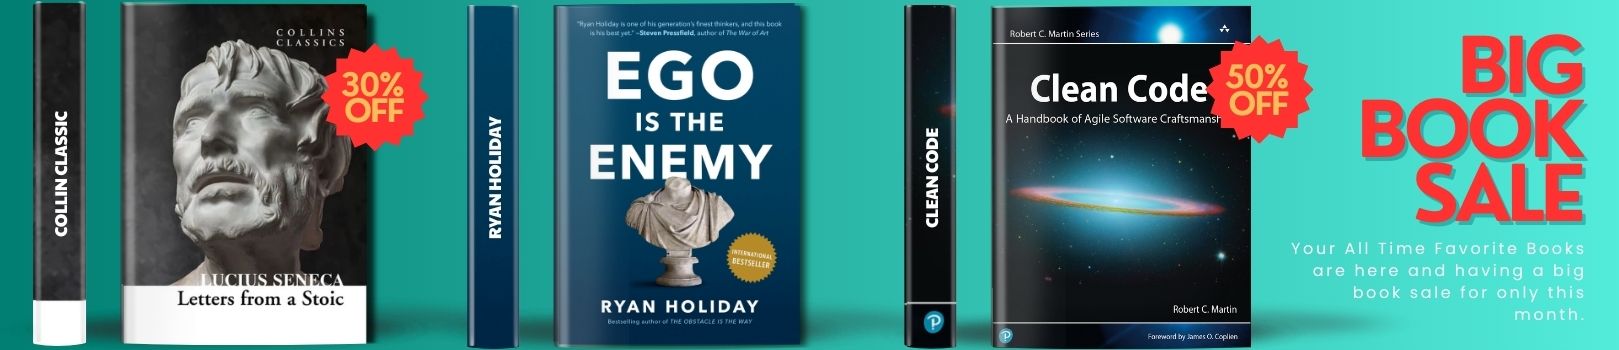 COLLIN CLASSIC
COLLINS
CLASSICS
30%
OFF
LUCIUS SENECA
Letters from a Stoic
RYAN HOLIDAY
"Ryan Holiday is one of his generation's finest thinkers, and this book
is his best yet." –Steven Pressfield, author of The War of Art
EGO
IS THE
ENEMY
INTERNATIONAL
BESTSELLER
RYAN HOLIDAY
Bestselling author of THE OBSTACLE IS THE WAY
CLEAN CODE
P
Robert C. Martin Series
Clean Code
A Handbook of Agile Software Craftsmansh
50%
OFF
Robert C. Martin
P
Foreword by James O. Coplien
BIG
BOOK
SALE
Your All Time Favorite Books
are here and having a big
book sale for only this
month.